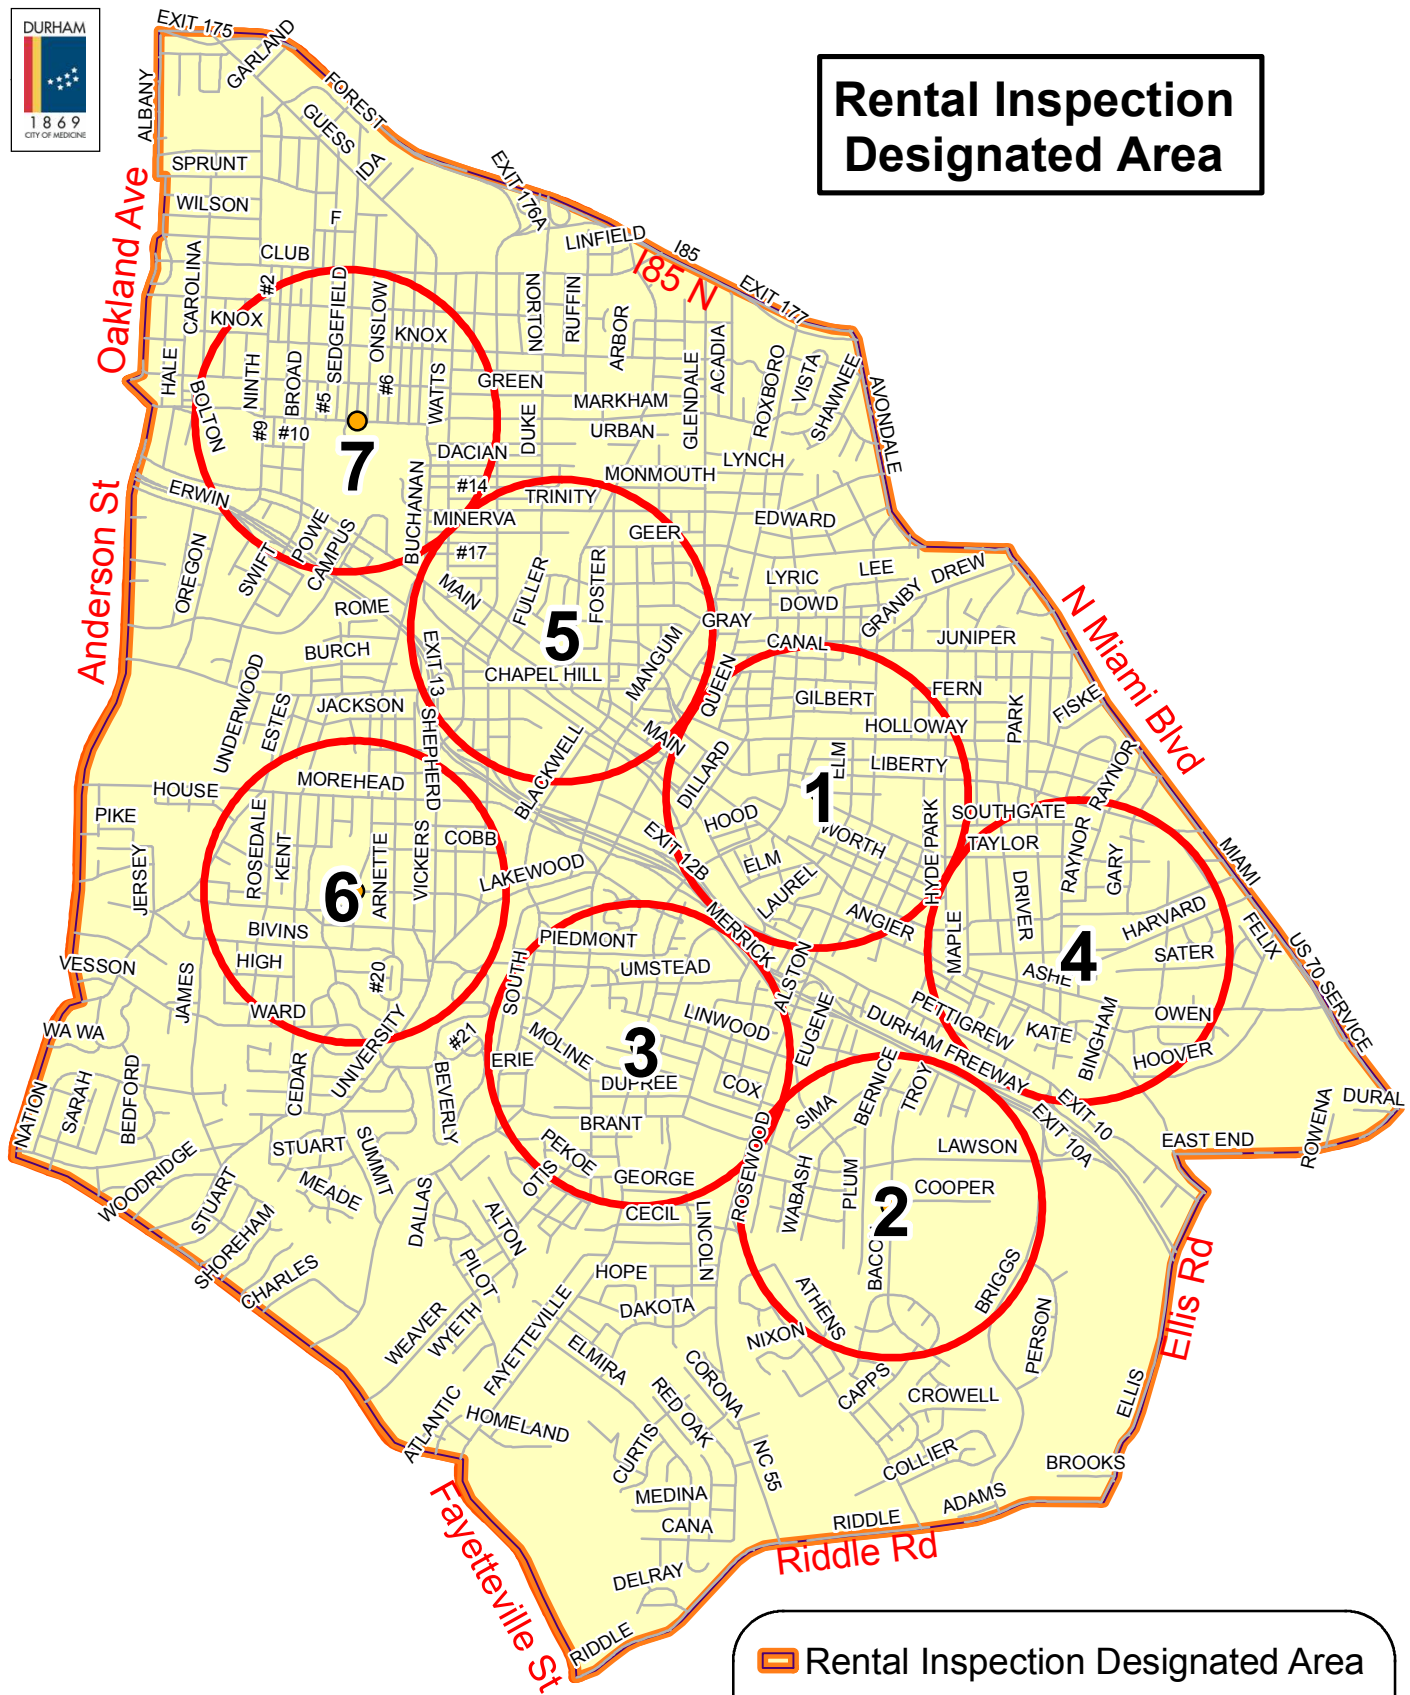 DURHAM
1869
CITY OF MEDICINE
Rental Inspection
Designated Area
EXIT 175
GARLAND
ALBANY
FOREST
GUESS
IDA
SPRUNT
EXIT 176A
WILSON
F
Oakland Ave
LINFIELD
I85
I85 N
CLUB
CAROLINA
#2
SEDGEFIELD
ONSLOW
NORTON
RUFFIN
EXIT 177
KNOX
KNOX
ARBOR
ACADIA
ROXBORO
VISTA
SHAWNEE
HALE
BOLTON
NINTH
BROAD
#5
#6
WATTS
GREEN
GLENDALE
AVONDALE
MARKHAM
#9
#10
DUKE
URBAN
7
DACIAN
LYNCH
MONMOUTH
Anderson St
ERWIN
BUCHANAN
#14
TRINITY
MINERVA
EDWARD
POWE
CAMPUS
GEER
#17
OREGON
SWIFT
MAIN
FULLER
FOSTER
LYRIC
LEE
DREW
ROME
DOWD
GRANBY
N Miami Blvd
5
GRAY
CANAL
JUNIPER
BURCH
EXIT 13
CHAPEL HILL
MANGUM
QUEEN
UNDERWOOD
ESTES
JACKSON
GILBERT
FERN
PARK
FISKE
SHEPHERD
HOLLOWAY
MAIN
BLACKWELL
DILLARD
ELM
LIBERTY
RAYNOR
MOREHEAD
HOUSE
1
PIKE
ROSEDALE
KENT
ARNETTE
VICKERS
COBB
HOOD
WORTH
HYDE PARK
SOUTHGATE
TAYLOR
RAYNOR
GARY
MIAMI
EXIT 12B
JERSEY
LAKEWOOD
ELM
LAUREL
DRIVER
6
ANGIER
MERRICK
HARVARD
FELIX
BIVINS
PIEDMONT
MAPLE
4
SATER
US 70 SERVICE
VESSON
HIGH
#20
UMSTEAD
ALSTON
ASHE
JAMES
SOUTH
WARD
LINWOOD
EUGENE
PETTIGREW
OWEN
WA WA
UNIVERSITY
#21
MOLINE
3
DURHAM FREEWAY
KATE
BINGHAM
HOOVER
ERIE
NATION
SARAH
BEDFORD
CEDAR
BEVERLY
DUPREE
COX
BERNICE
TROY
EXIT 10
DURAL
SIMA
BRANT
EXIT 10A
ROWENA
STUART
SUMMIT
PEKOE
ROSEWOOD
LAWSON
EAST END
WOODRIDGE
STUART
MEADE
OTIS
GEORGE
WABASH
PLUM
COOPER
2
DALLAS
ALTON
CECIL
LINCOLN
SHOREHAM
BACCO
Ellis Rd
CHARLES
PILOT
HOPE
BRIGGS
ATHENS
DAKOTA
PERSON
WEAVER
WYETH
FAYETTEVILLE
NIXON
ELMIRA
CORONA
CAPPS
ELLIS
RED OAK
CROWELL
ATLANTIC
HOMELAND
CURTIS
NC 55
COLLIER
BROOKS
MEDINA
ADAMS
CANA
RIDDLE
Riddle Rd
Fayetteville St
DELRAY
RIDDLE
Rental Inspection Designated Area